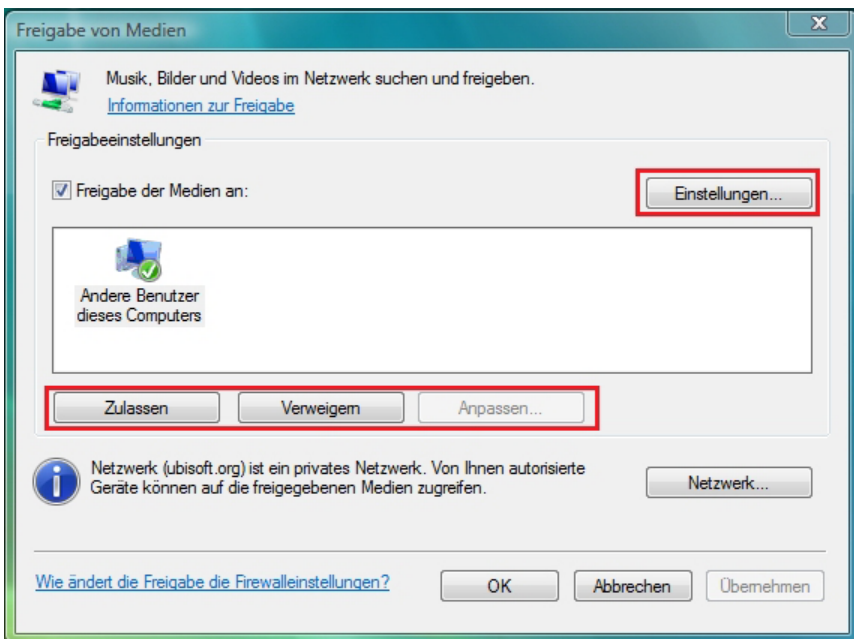 Freigabe von Medien
Musik, Bilder und Videos im Netzwerk suchen und freigeben.
Informationen zur Freigabe
Freigabeeinstellungen
Freigabe der Medien an:
Einstellungen...
Andere Benutzer
dieses Computers
Zulassen Verweigern Anpassen...
Netzwerk (ubisoft.org) ist ein privates Netzwerk. Von Ihnen autorisierte
Geräte können auf die freigegebenen Medien zugreifen.
Netzwerk...
Wie ändert die Freigabe die Firewalleinstellungen?
OK Abbrechen Übernehmen